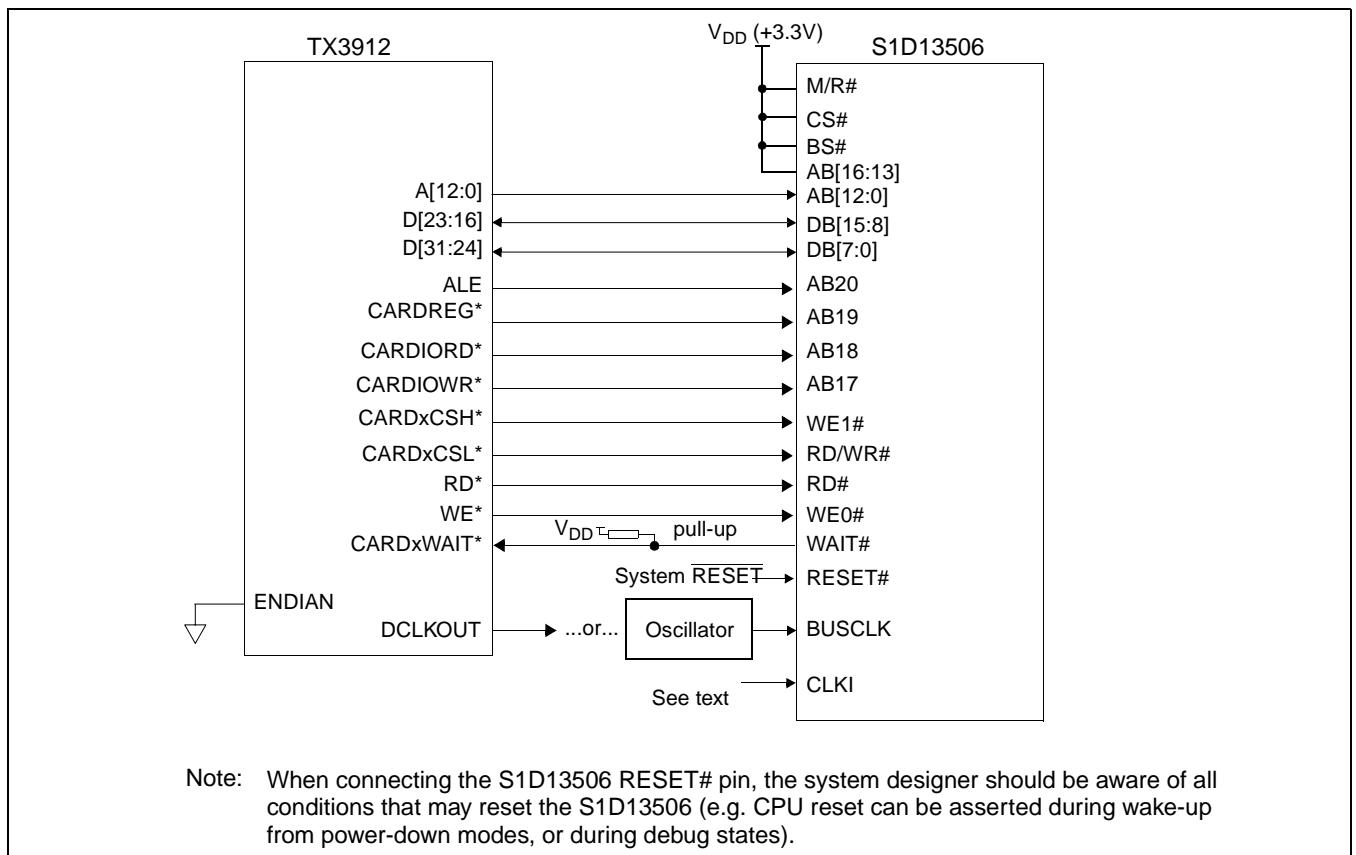 V_DD (+3.3V)
TX3912
S1D13506
M/R#
CS#
BS#
AB[16:13]
A[12:0]
AB[12:0]
D[23:16]
DB[15:8]
D[31:24]
DB[7:0]
ALE
AB20
CARDREG*
AB19
CARDIORD*
AB18
CARDIOWR*
AB17
CARDxCSH*
WE1#
CARDxCSL*
RD/WR#
RD*
RD#
WE*
WE0#
V_DD
pull-up
CARDxWAIT*
WAIT#
System RESET
RESET#
ENDIAN
DCLKOUT
...or...
Oscillator
BUSCLK
See text
CLKI
Note: When connecting the S1D13506 RESET# pin, the system designer should be aware of all
conditions that may reset the S1D13506 (e.g. CPU reset can be asserted during wake-up
from power-down modes, or during debug states).